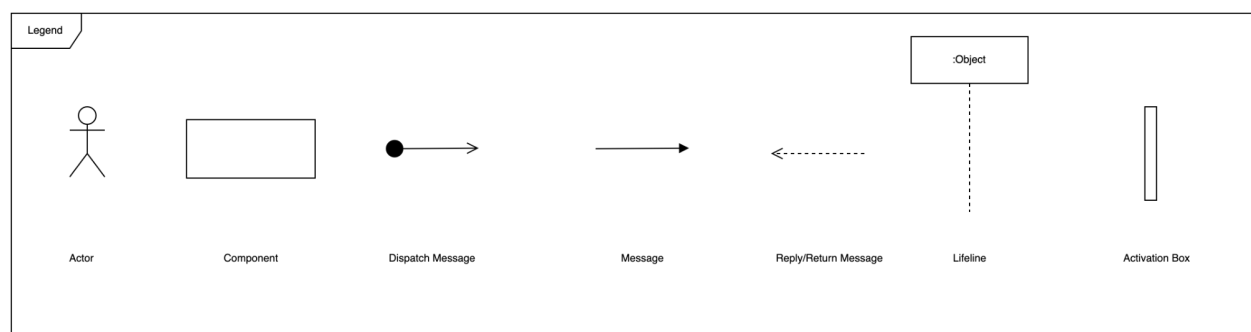 Legend
:Object
Actor
Component
Dispatch Message
Message
Reply/Return Message
Lifeline
Activation Box